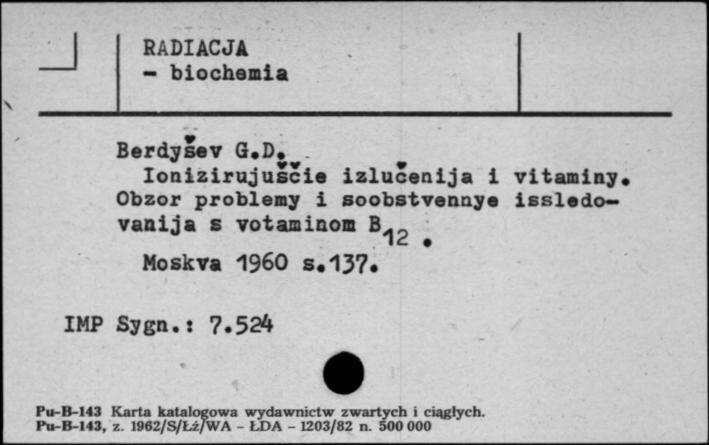 RADIACJA
- biochemia
Berdyšev G.D.
Ionizirujuščie izlučenija i vitaminy.
Obzor problemy i soobstvennye issledo-
vanija s votaminom B12 .
Moskva 1960 s.137.
IMP Sygn.: 7.524
Pu-B-143 Karta katalogowa wydawnictw zwartych i ciągłych.
Pu-B-143, z. 1962/S/Łź/WA - ŁDA - 1203/82 n. 500 000